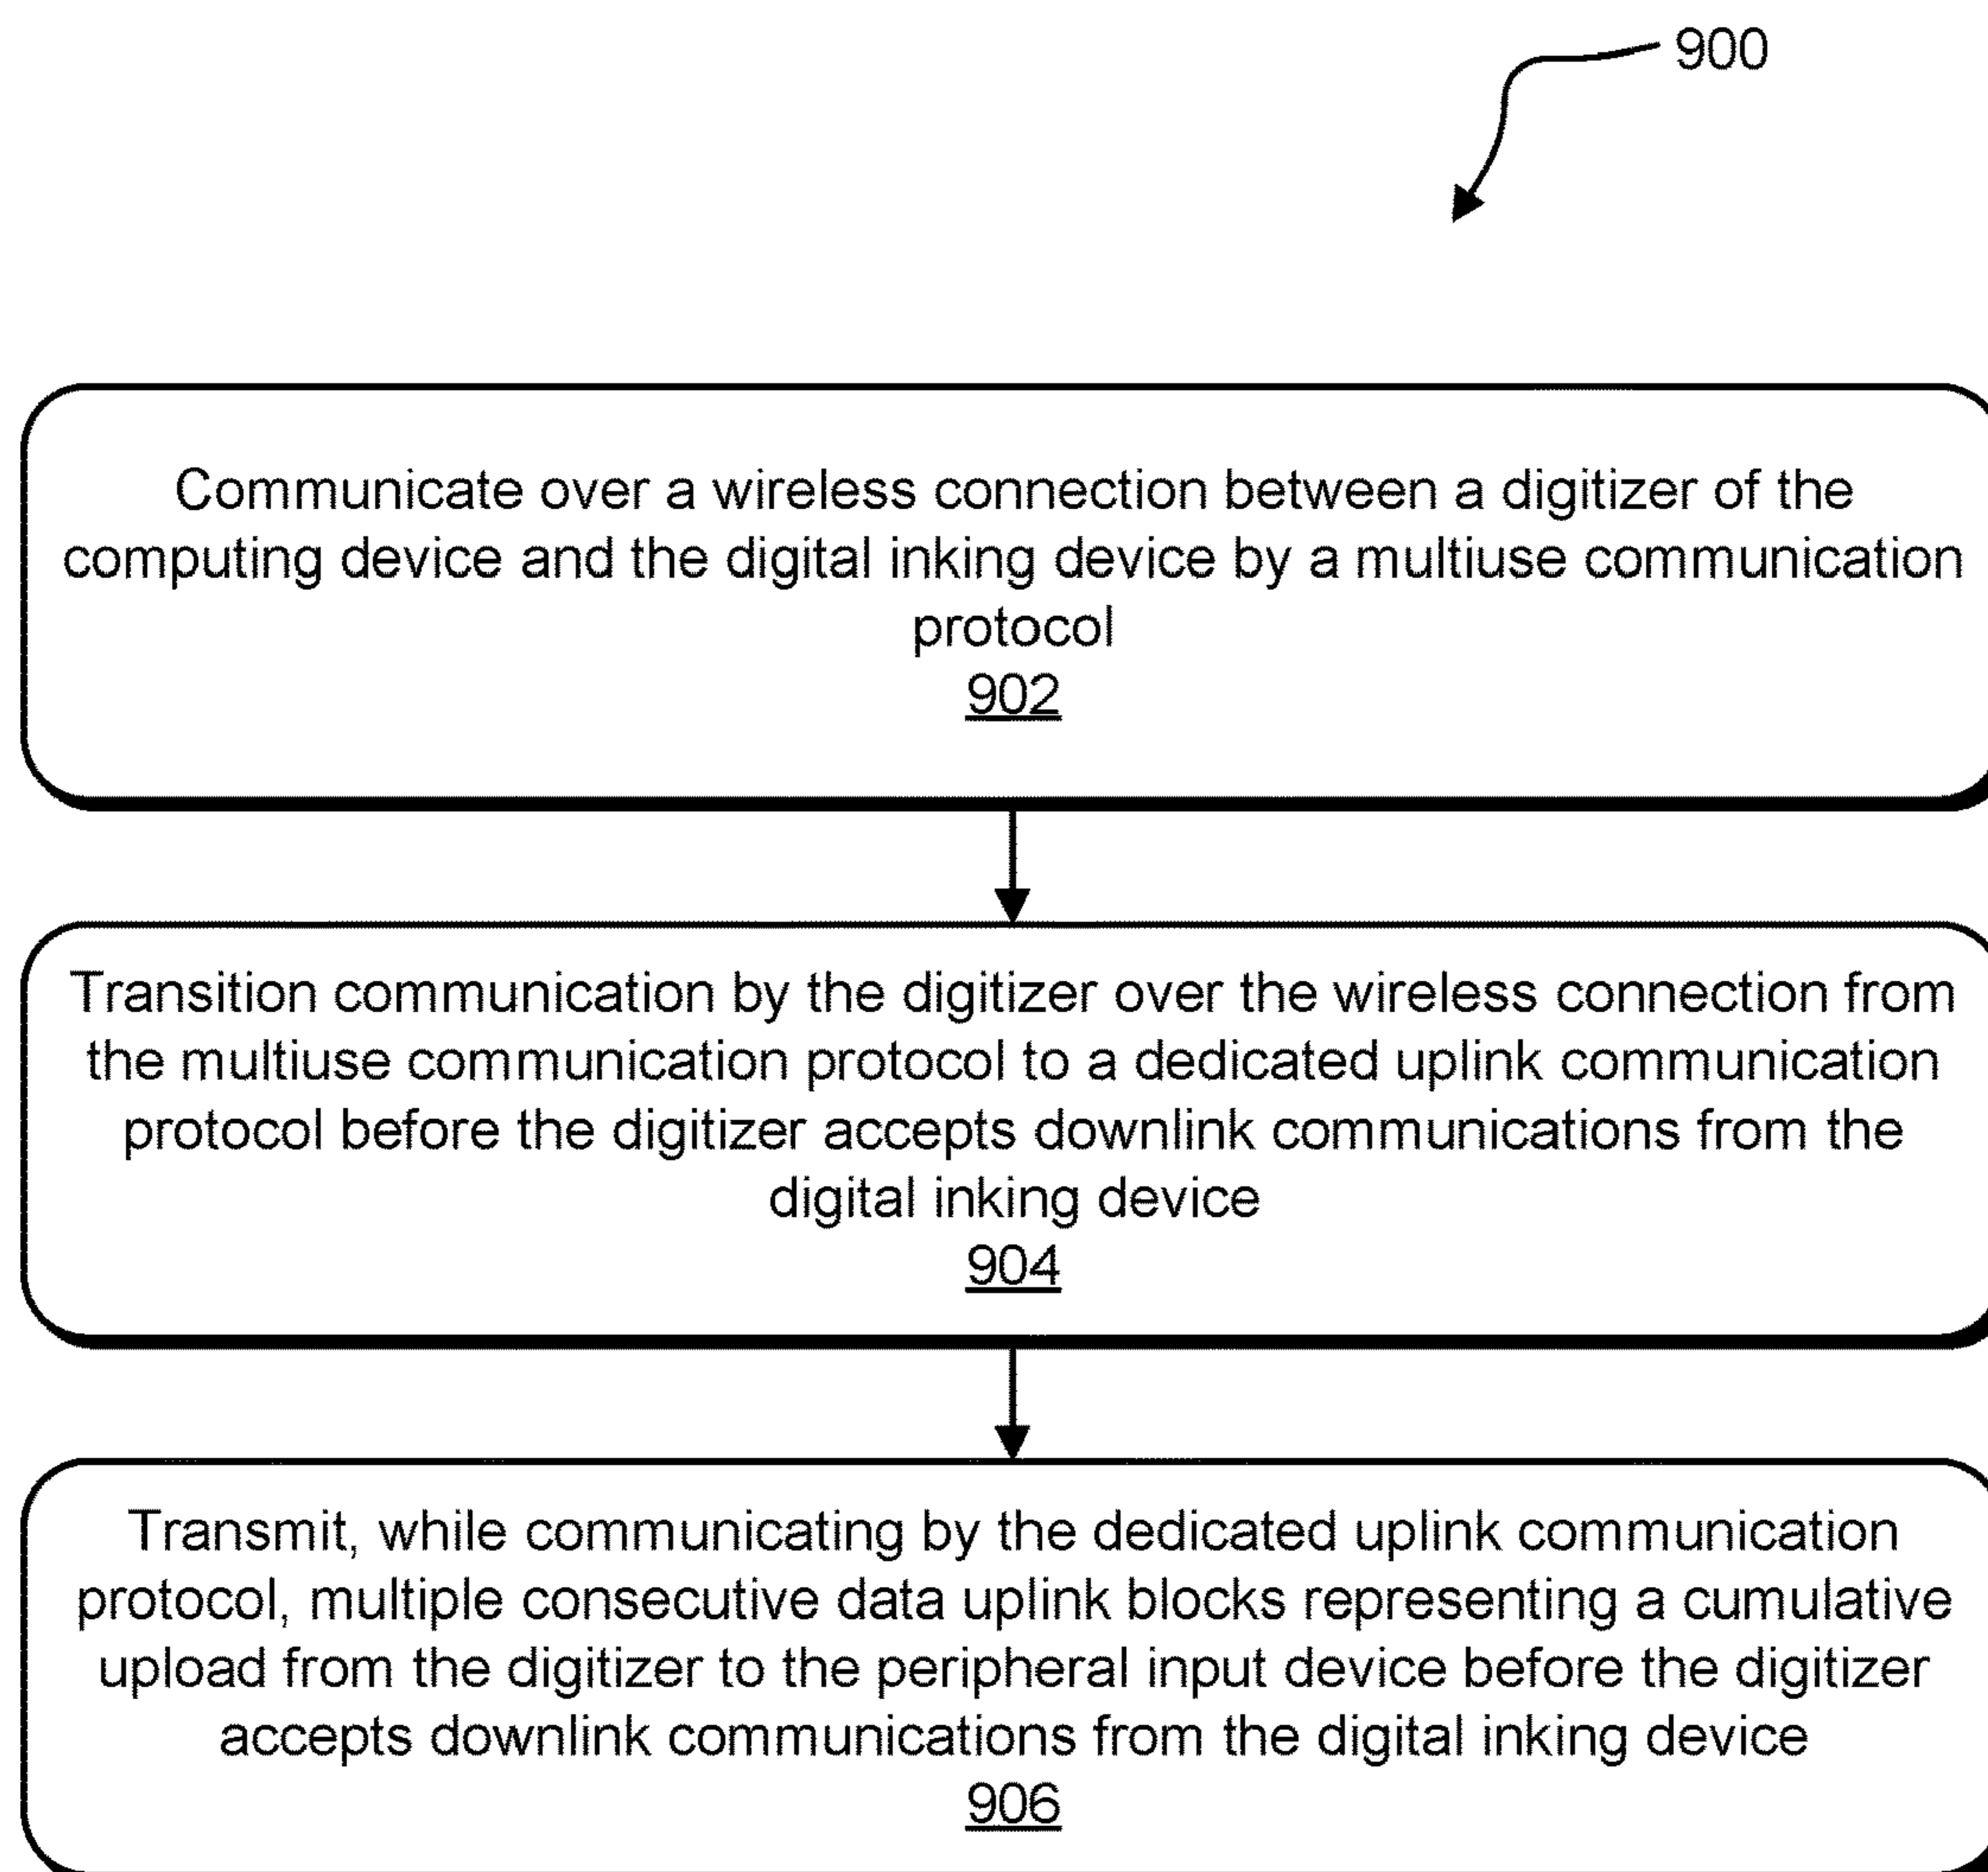 900
Communicate over a wireless connection between a digitizer of the
computing device and the digital inking device by a multiuse communication
protocol
902
Transition communication by the digitizer over the wireless connection from
the multiuse communication protocol to a dedicated uplink communication
protocol before the digitizer accepts downlink communications from the
digital inking device
904
Transmit, while communicating by the dedicated uplink communication
protocol, multiple consecutive data uplink blocks representing a cumulative
upload from the digitizer to the peripheral input device before the digitizer
accepts downlink communications from the digital inking device
906